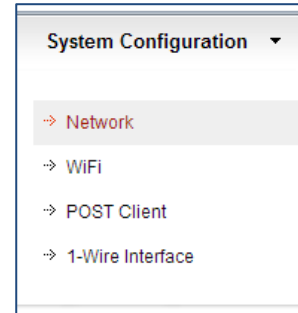 System Configuration
Network
WiFi
POST Client
1-Wire Interface